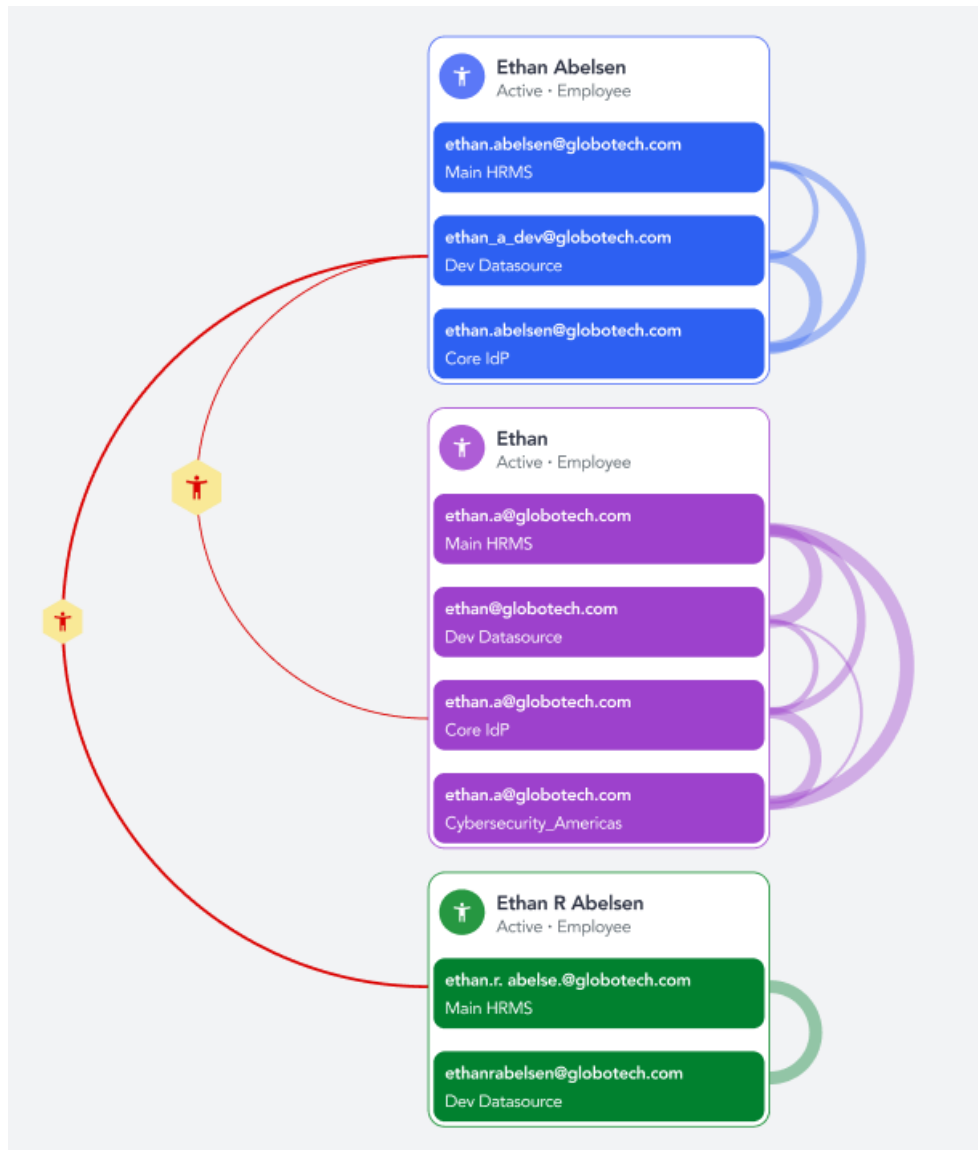 Ethan Abelsen
Active · Employee
ethan.abelsen@globotech.com
Main HRMS
ethan_a_dev@globotech.com
Dev Datasource
ethan.abelsen@globotech.com
Core IdP
Ethan
Active · Employee
ethan.a@globotech.com
Main HRMS
ethan@globotech.com
Dev Datasource
ethan.a@globotech.com
Core IdP
ethan.a@globotech.com
Cybersecurity_Americas
Ethan R Abelsen
Active · Employee
ethan.r. abelse.@globotech.com
Main HRMS
ethanrabelsen@globotech.com
Dev Datasource